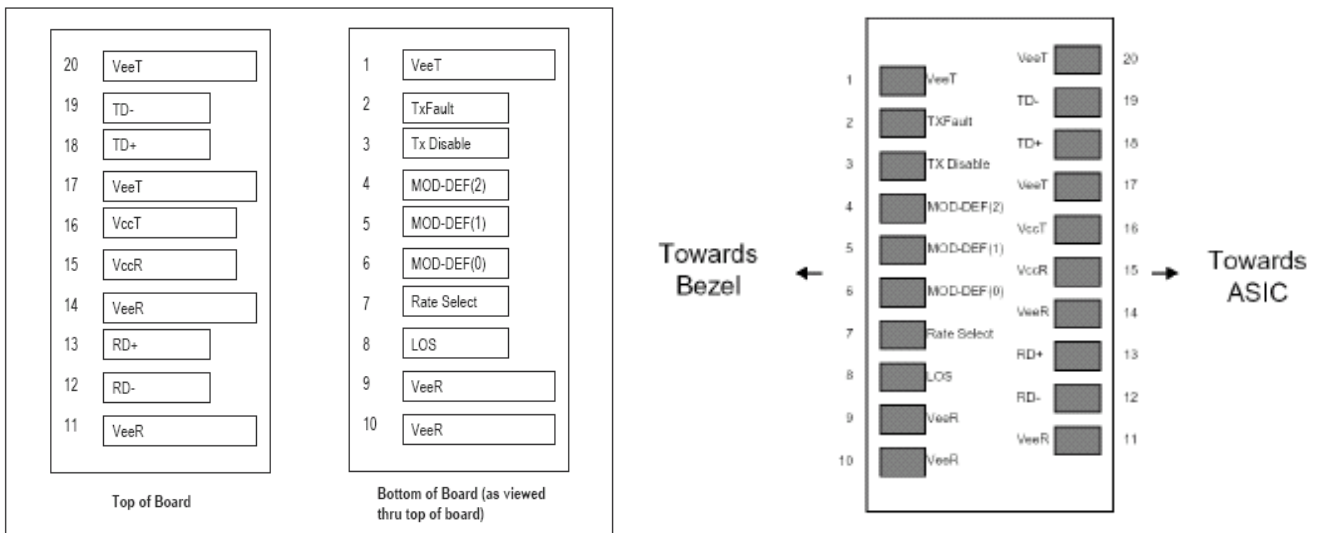 20 VeeT
19 TD-
18 TD+
17 VeeT
16 VccT
15 VccR
14 VeeR
13 RD+
12 RD-
11 VeeR
Top of Board
1 VeeT
2 TxFault
3 Tx Disable
4 MOD-DEF(2)
5 MOD-DEF(1)
6 MOD-DEF(0)
7 Rate Select
8 LOS
9 VeeR
10 VeeR
Bottom of Board (as viewed
thru top of board)
Towards
Bezel
1 VeeT
2 TXFault
3 TX Disable
4 MOD-DEF(2)
5 MOD-DEF(1)
6 MOD-DEF(0)
7 Rate Select
8 LOS
9 VeeR
10 VeeR
VeeT 20
TD- 19
TD+ 18
VeeT 17
VccT 16
VccR 15
VeeR 14
RD+ 13
RD- 12
VeeR 11
Towards
ASIC